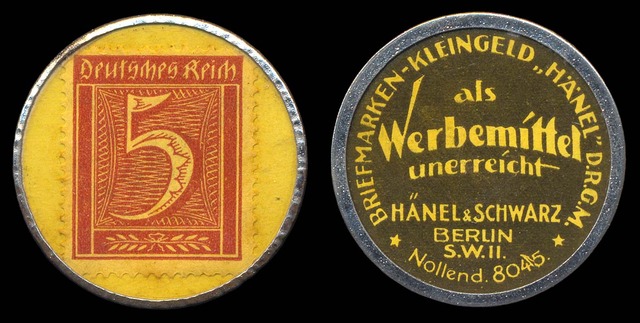 Deutsches Reich
5
BRIEFMARKEN-KLEINGELD „HÄNEL” D.R.G.M.
als
Werbemittel
unerreicht
HÄNEL & SCHWARZ.
BERLIN
S.W.11.
Nollend. 8045.